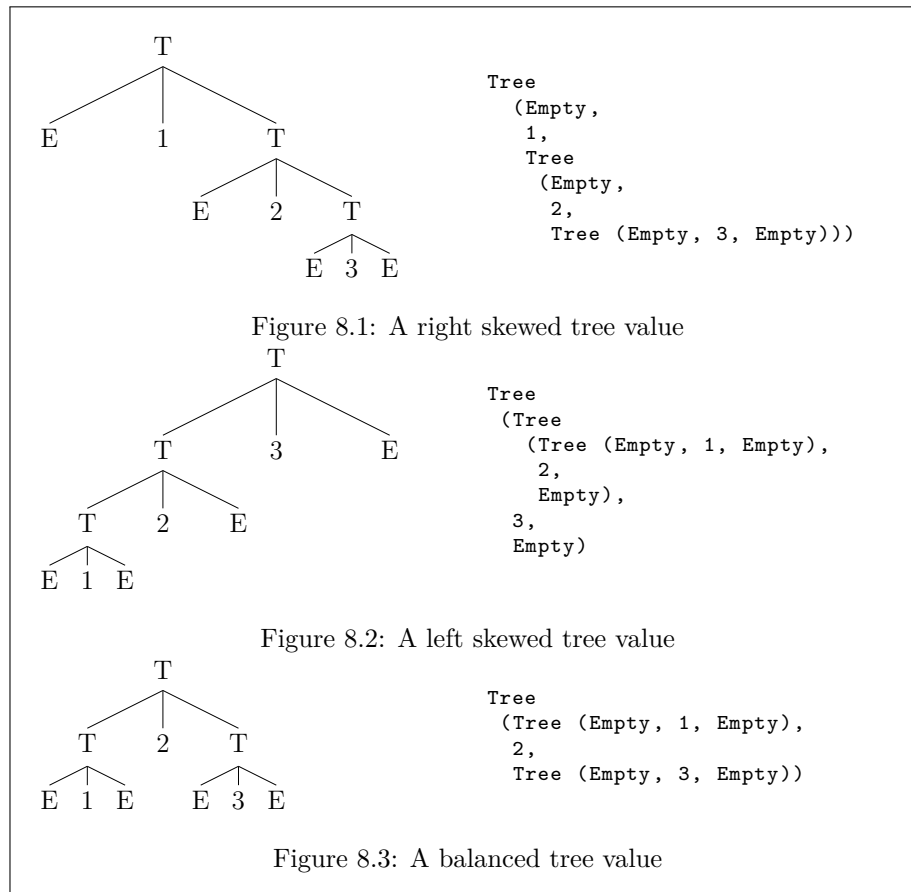 T
E 1 T
E 2 T
E 3 E
Tree
(Empty,
1,
Tree
(Empty,
2,
Tree (Empty, 3, Empty)))
Figure 8.1: A right skewed tree value
T
T 3 E
T 2 E
E 1 E
Tree
(Tree
(Tree (Empty, 1, Empty),
2,
Empty),
3,
Empty)
Figure 8.2: A left skewed tree value
T
T 2 T
E 1 E E 3 E
Tree
(Tree (Empty, 1, Empty),
2,
Tree (Empty, 3, Empty))
Figure 8.3: A balanced tree value